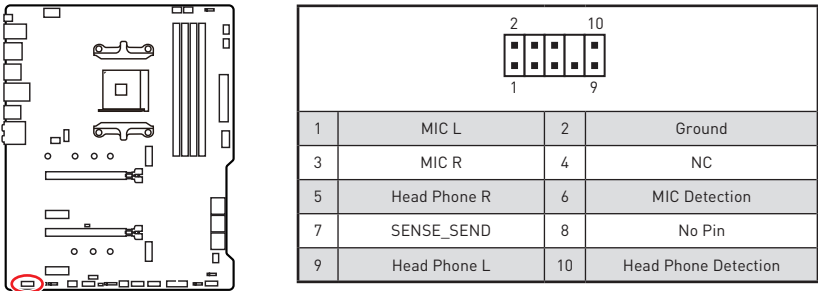 2 10
1 9
1 MIC L 2 Ground
3 MIC R 4 NC
5 Head Phone R 6 MIC Detection
7 SENSE_SEND 8 No Pin
9 Head Phone L 10 Head Phone Detection